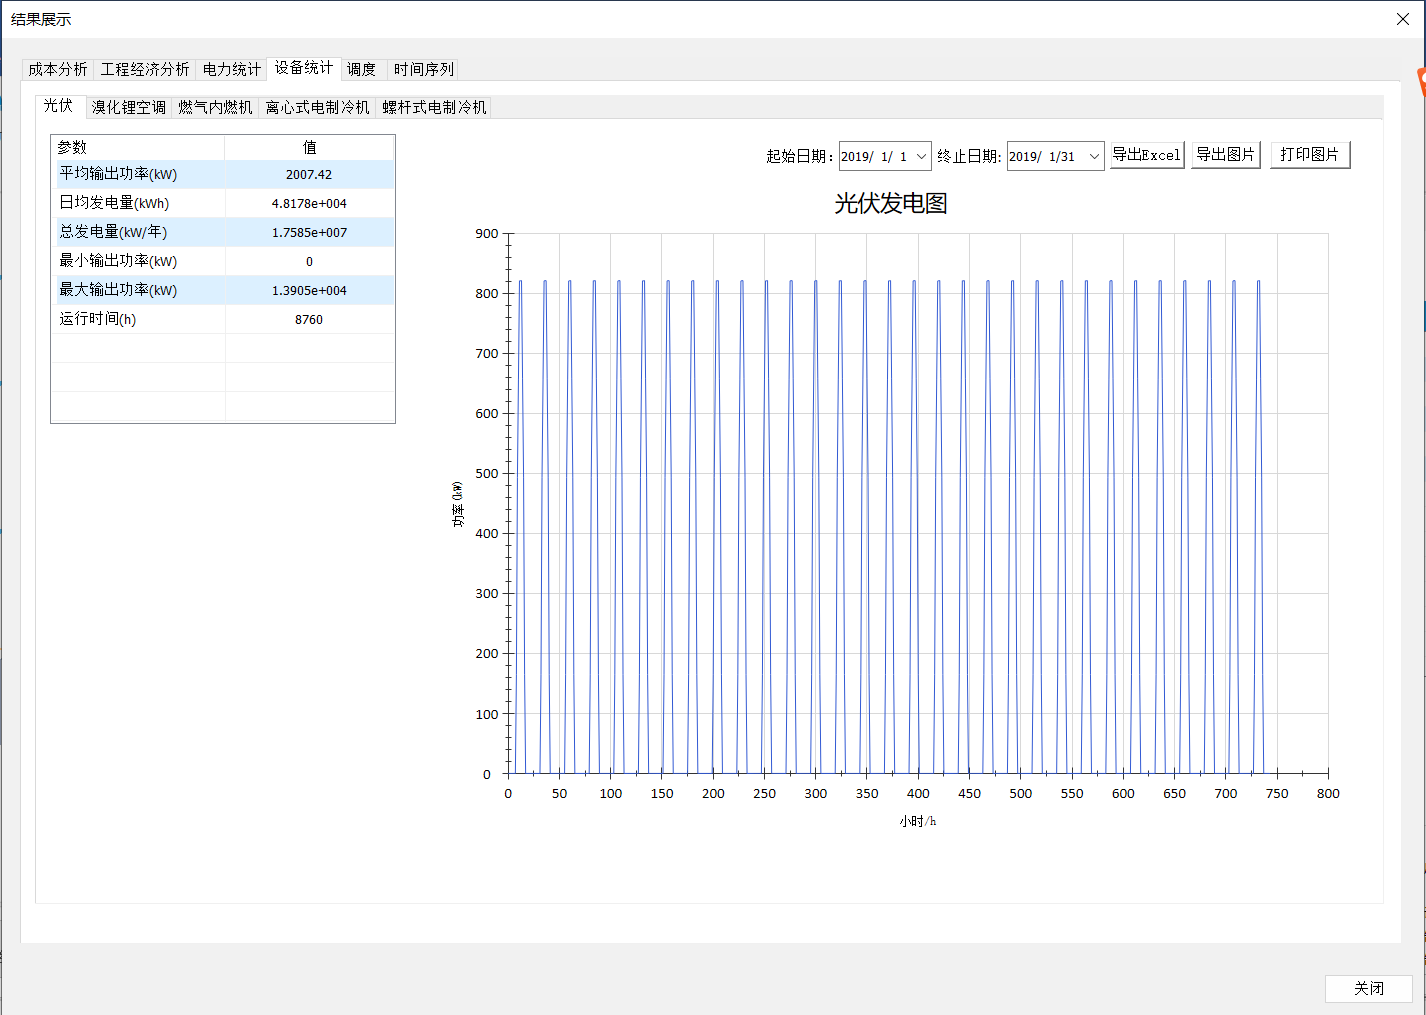 结果展示
成本分析 工程经济分析 电力统计 设备统计 调度 时间序列
光伏 溴化锂空调 燃气内燃机 离心式电制冷机 螺杆式电制冷机
参数 值
平均输出功率(kW) 2007.42
日均发电量(kWh) 4.8178e+004
总发电量(kW/年) 1.7585e+007
最小输出功率(kW) 0
最大输出功率(kW) 1.3905e+004
运行时间(h) 8760
起始日期: 2019/ 1/ 1 终止日期: 2019/ 1/31 导出Excel 导出图片 打印图片
光伏发电图
900
800
700
600
500
400
300
200
100
0
功率(kW)
0 50 100 150 200 250 300 350 400 450 500 550 600 650 700 750 800
小时/h
关闭